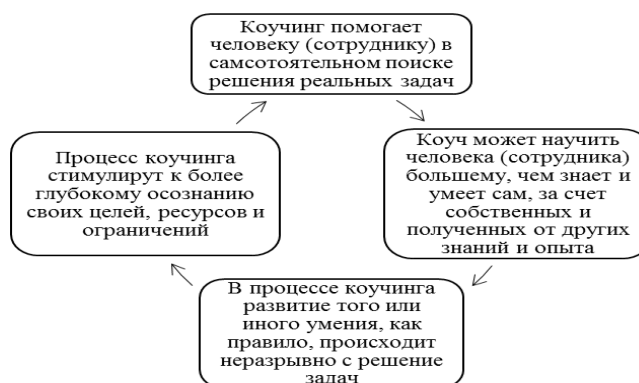 Коучинг помогает
человеку (сотруднику) в
самсотоятельном поиске
решения реальных задач
Коуч может научить
человека (сотрудника)
большему, чем знает и
умеет сам, за счет
собственных и
полученных от других
знаний и опыта
В процессе коучинга
развитие того или
иного умения, как
правило, происходит
неразрывно с решение
задач
Процесс коучинга
стимулирут к более
глубокому осознанию
своих целей, ресурсов и
ограничений